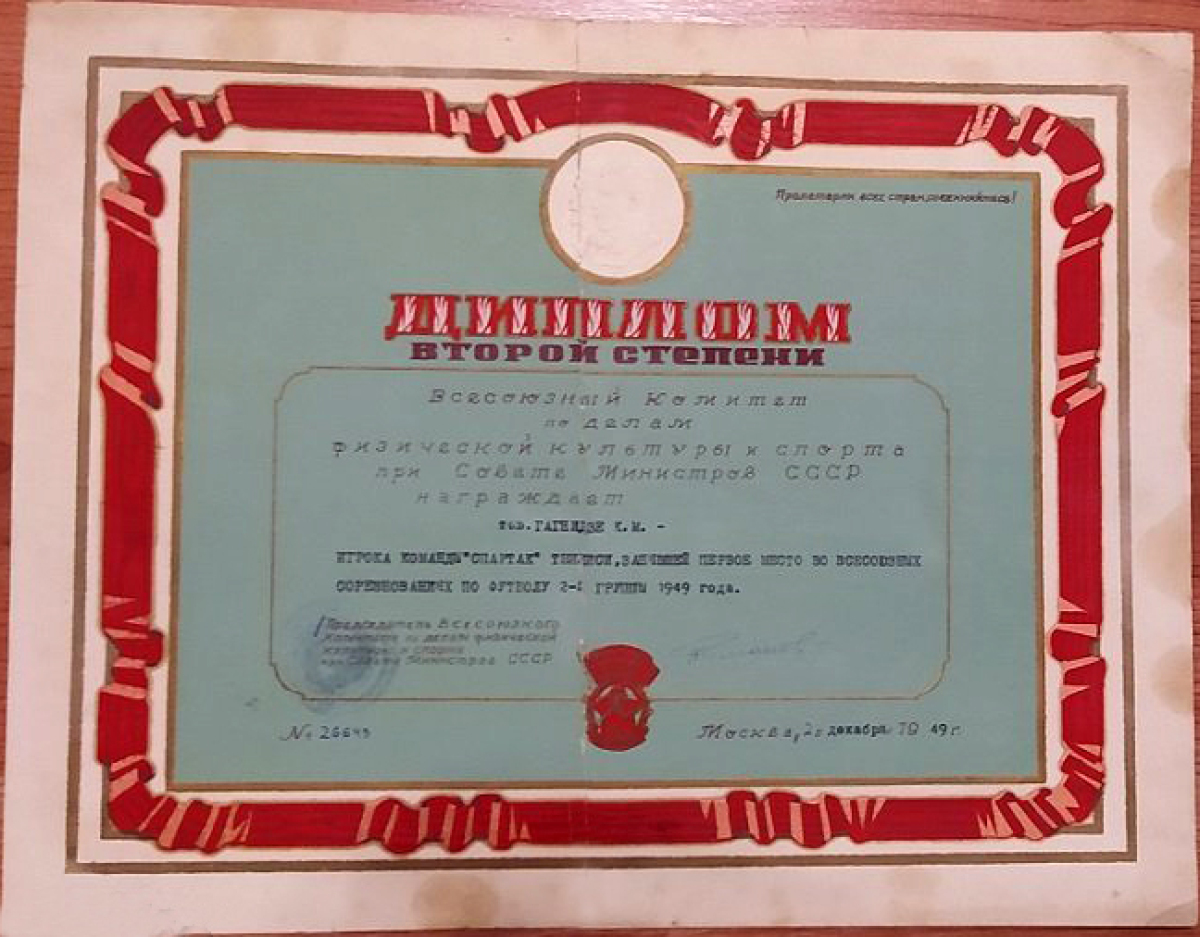 Пролетарии всех стран, соединяйтесь!
ДИПЛОМ
ВТОРОЙ СТЕПЕНИ
Всесоюзный Комитет
по делам
физической культуры и спорта
при Совете Министров СССР
награждает
тов. ГАГНИДЗЕ К.М. -
ИГРОКА КОМАНДЫ "СПАРТАК" ТБИЛИСИ, ЗАНЯВШЕЙ ПЕРВОЕ МЕСТО ВО ВСЕСОЮЗНЫХ
СОРЕВНОВАНИЯХ ПО ФУТБОЛУ 2-й ГРУППЫ 1949 года.
Председатель Всесоюзного
Комитета по делам физической
культуры и спорта
при Совете Министров СССР
№ 26649
Москва, декабря 1949 г.